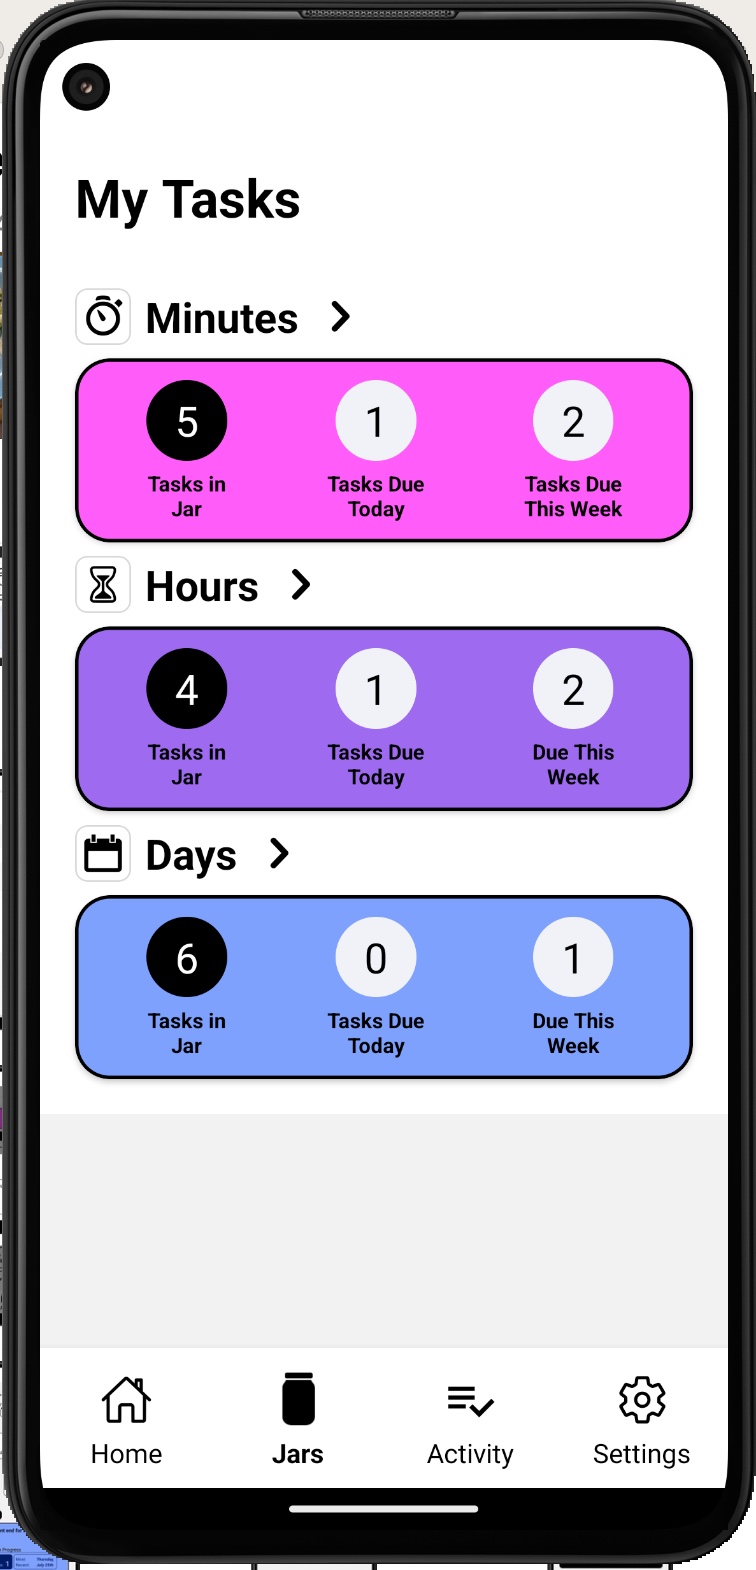 My Tasks
Minutes
5
1
2
Tasks in
Jar
Tasks Due
Today
Tasks Due
This Week
Hours
4
1
2
Tasks in
Jar
Tasks Due
Today
Due This
Week
Days
6
0
1
Tasks in
Jar
Tasks Due
Today
Due This
Week
Home
Jars
Activity
Settings